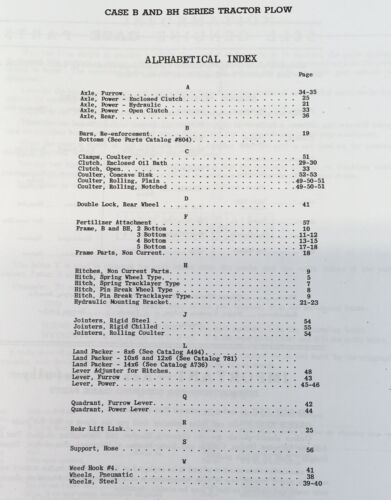 CASE B AND BH SERIES TRACTOR PLOW
ALPHABETICAL INDEX
Page
A
Axle, Furrow. . . . . . . . . . . . . . . . . . . . . . 34-35
Axle, Power - Enclosed Clutch . . . . . . . . . . . . . 25
Axle, Power - Hydraulic . . . . . . . . . . . . . . . . 21
Axle, Power - Open Clutch . . . . . . . . . . . . . . . 33
Axle, Rear. . . . . . . . . . . . . . . . . . . . . . . 36
B
Bars, Re-enforcement. . . . . . . . . . . . . . . . . . 19
Bottoms (See Parts Catalog #804). . . . . . . . . . . .
C
Clamps, Coulter . . . . . . . . . . . . . . . . . . . . 51
Clutch, Enclosed Oil Bath . . . . . . . . . . . . . . . 29-30
Clutch, Open. . . . . . . . . . . . . . . . . . . . . . 33
Coulter, Concave Disk . . . . . . . . . . . . . . . . . 52-53
Coulter, Rolling, Plain . . . . . . . . . . . . . . . . 49-50-51
Coulter, Rolling, Notched . . . . . . . . . . . . . . . 49-50-51
D
Double Lock, Rear Wheel . . . . . . . . . . . . . . . . 41
F
Fertilizer Attachment . . . . . . . . . . . . . . . . . 57
Frame, B and BH, 2 Bottom . . . . . . . . . . . . . . . 10
3 Bottom . . . . . . . . . . . . . . . 11-12
4 Bottom . . . . . . . . . . . . . . . 13-15
5 Bottom . . . . . . . . . . . . . . . 17-18
Frame Parts, Non Current. . . . . . . . . . . . . . . . 18
H
Hitches, Non Current Parts. . . . . . . . . . . . . . . 9
Hitch, Spring Wheel Type. . . . . . . . . . . . . . . . 5
Hitch, Spring Tracklayer Type . . . . . . . . . . . . . 7
Hitch, Pin Break Wheel Type . . . . . . . . . . . . . . 8
Hitch, Pin Break Tracklayer Type. . . . . . . . . . . . 9
Hydraulic Mounting Bracket. . . . . . . . . . . . . . . 21-23
J
Jointers, Rigid Steel . . . . . . . . . . . . . . . . . 54
Jointers, Rigid Chilled . . . . . . . . . . . . . . . . 55
Jointers, Rolling Coulter . . . . . . . . . . . . . . . 54
L
Land Packer - 8x6 (See Catalog A494). . . . . . . . . .
Land Packer - 10x6 and 12x6 (See Catalog 781) . . . . .
Land Packer - 14x6 (See Catalog A736) . . . . . . . . .
Lever Adjuster for Hitches. . . . . . . . . . . . . . . 48
Lever, Furrow . . . . . . . . . . . . . . . . . . . . . 43
Lever, Power. . . . . . . . . . . . . . . . . . . . . . 45-46
Q
Quadrant, Furrow Lever. . . . . . . . . . . . . . . . . 42
Quadrant, Power Lever . . . . . . . . . . . . . . . . . 44
R
Rear Lift Link. . . . . . . . . . . . . . . . . . . . . 25
S
Support, Hose . . . . . . . . . . . . . . . . . . . . . 56
W
Weed Hook #4. . . . . . . . . . . . . . . . . . . . . . 41
Wheels, Pneumatic . . . . . . . . . . . . . . . . . . . 38
Wheels, Steel . . . . . . . . . . . . . . . . . . . . . 39-40